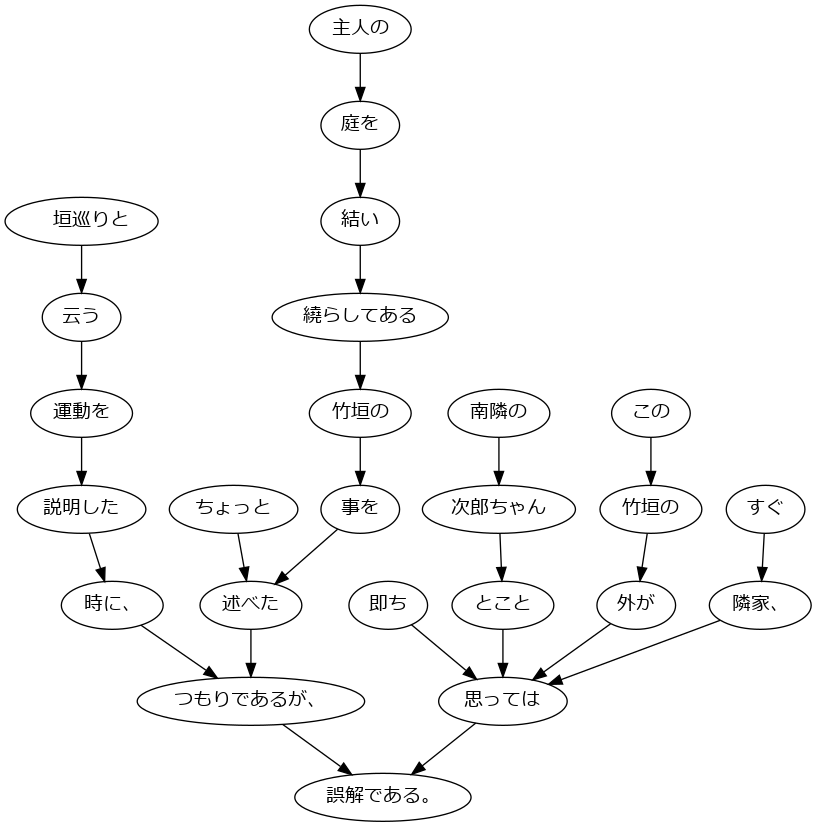 主人の
庭を
垣巡りと
結い
云う
繞らしてある
運動を
竹垣の
南隣の
この
説明した
ちょっと
事を
次郎ちゃん
竹垣の
すぐ
時に、
述べた
即ち
とこと
外が
隣家、
つもりであるが、
思っては
誤解である。